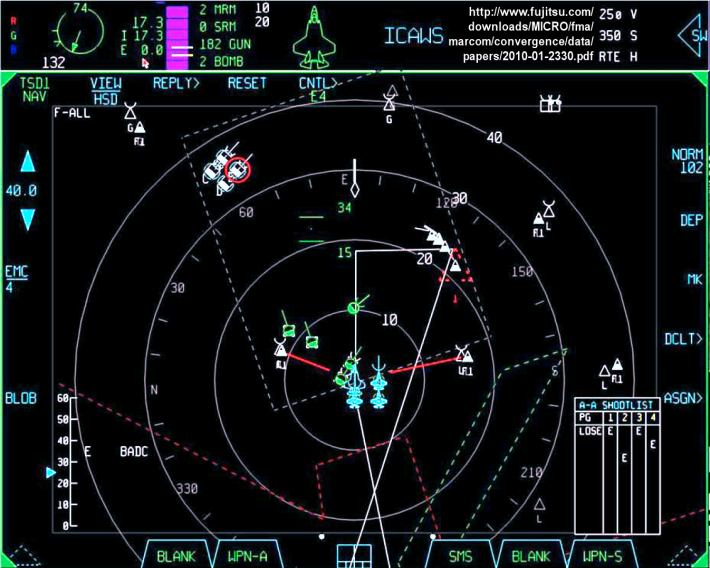 74
R 17.3
G I 17.3
B E 0.0
132
2 MRM 10
0 SRM 20
182 GUN
2 BOMB
ICAWS
http://www.fujitsu.com/
downloads/MICRO/fma/
marcom/convergence/data/
papers/2010-01-2330.pdf
250 V
350 S
RTE H
SW
TSD1
NAV
VIEW
HSD
REPLY>
RESET
CNTL>
E4
F-ALL
G
G
40
NORM
102
40.0
E
120
30
60
34
DEP
L
15
20
150
EMC
4
30
MK
10
DCLT>
N
S
L
BLOB
ASGN>
60
50
40
30
20
10
0
E
BADC
330
210
L
A-A SHOOTLIST
PG 1 2 3 4
LOSE E E
E
E
BLANK
WPN-A
SMS
BLANK
WPN-S